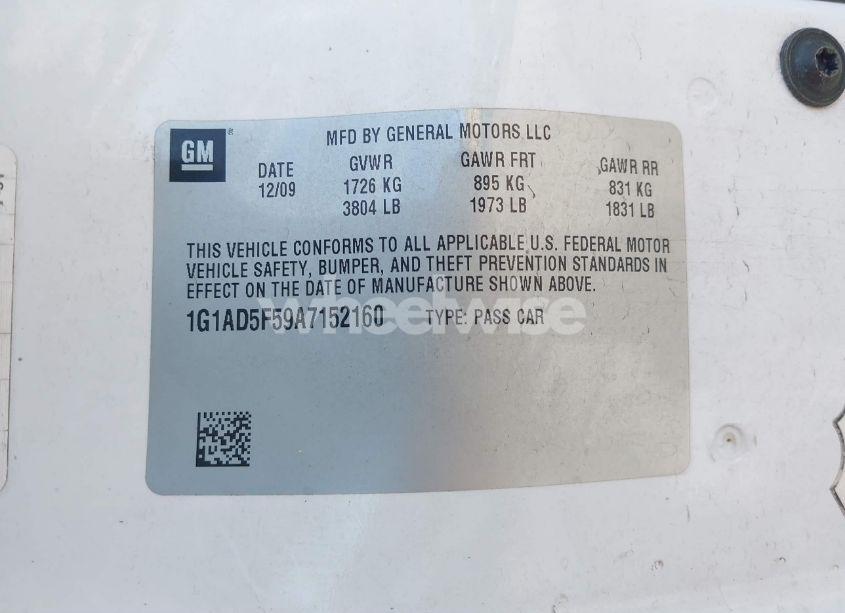 GM
MFD BY GENERAL MOTORS LLC
DATE GVWR GAWR FRT GAWR RR
12/09 1726 KG 895 KG 831 KG
3804 LB 1973 LB 1831 LB
THIS VEHICLE CONFORMS TO ALL APPLICABLE U.S. FEDERAL MOTOR
VEHICLE SAFETY, BUMPER, AND THEFT PREVENTION STANDARDS IN
EFFECT ON THE DATE OF MANUFACTURE SHOWN ABOVE.
1G1AD5F59A7152160 TYPE: PASS CAR
wheelwise